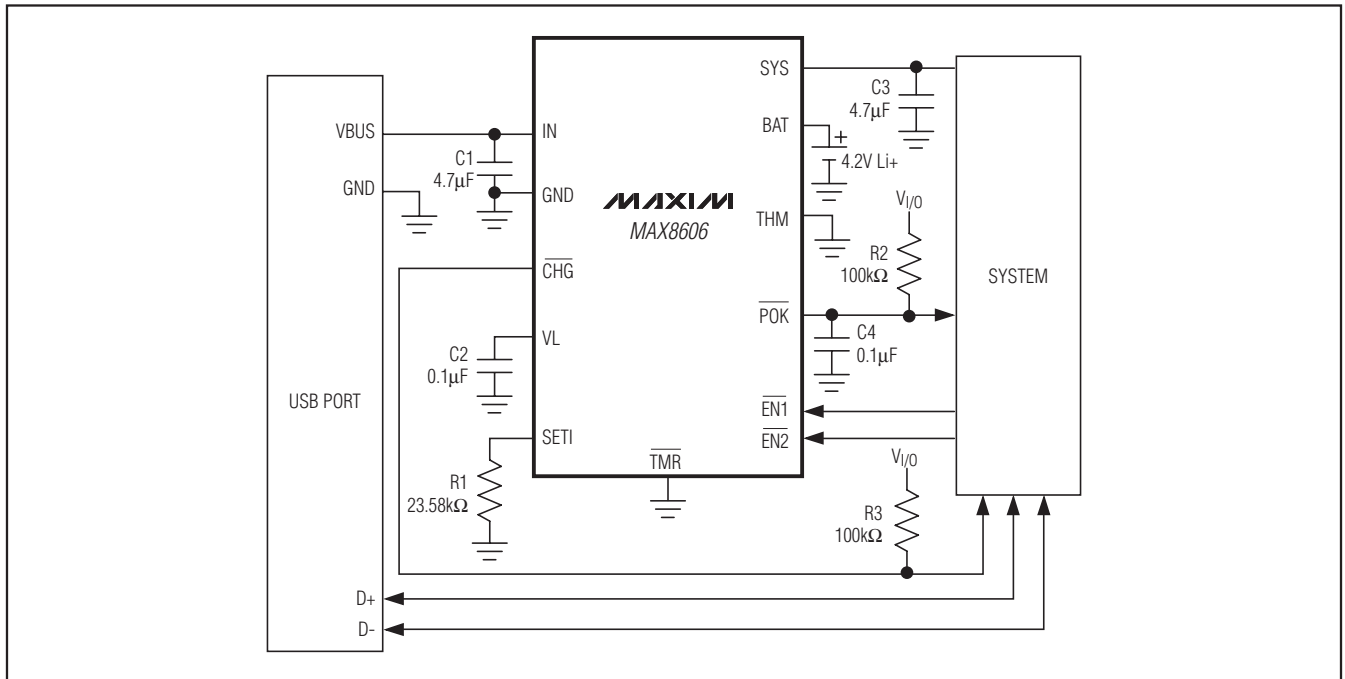 USB PORT
VBUS
GND
D+
D-
C1
4.7µF
C2
0.1µF
R1
23.58kΩ
IN
GND
CHG
VL
SETI
MAXIM
MAX8606
TMR
SYS
BAT
THM
POK
EN1
EN2
C3
4.7µF
+
4.2V Li+
VI/O
R2
100kΩ
C4
0.1µF
VI/O
R3
100kΩ
SYSTEM